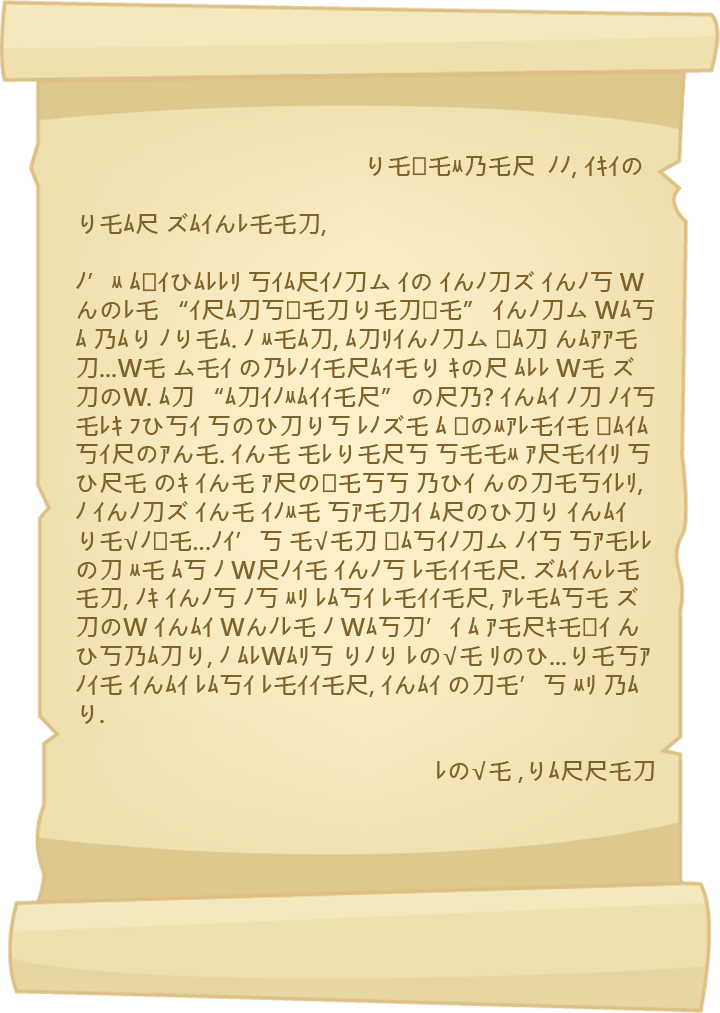 り乇□乇ᄊ乃乇尺 ﾉﾉ, ｲｷｲの
り乇ﾑ尺 ズﾑｲんﾚ乇乇刀,
ﾉ’ ᄊ ﾑ□ｲひﾑﾚﾚﾘ 丂ｲﾑ尺ｲﾉ刀ム ｲの ｲんﾉ刀ズ ｲんﾉ丂 W
んのﾚ乇 “ｲ尺ﾑ刀丂□乇刀り乇刀□乇” ｲんﾉ刀ム Wﾑ丂
ﾑ 乃ﾑり ﾉり乇ﾑ. ﾉ ᄊ乇ﾑ刀, ﾑ刀ﾘｲんﾉ刀ム □ﾑ刀 んﾑｱｱ乇
刀...W乇 ム乇ｲ の乃ﾚﾉｲ乇尺ﾑｲ乇り ｷの尺 ﾑﾚﾚ W乇 ズ
刀のW. ﾑ刀 “ﾑ刀ｲﾉᄊﾑｲｲ乇尺” の尺乃? ｲんﾑｲ ﾉ刀 ﾉｲ丂
乇ﾚｷ ﾌひ丂ｲ 丂のひ刀り丂 ﾚﾉズ乇 ﾑ □のᄊｱﾚ乇ｲ乇 □ﾑｲﾑ
丂ｲ尺のｱん乇. ｲん乇 乇ﾚり乇尺丂 丂乇乇ᄊ ｱ尺乇ｲｲﾘ 丂
ひ尺乇 のｷ ｲん乇 ｱ尺の□乇丂丂 乃ひｲ んの刀乇丂ｲﾚﾘ,
ﾉ ｲんﾉ刀ズ ｲん乇 ｲﾉᄊ乇 丂ｱ乇刀ｲ ﾑ尺のひ刀り ｲんﾑｲ
り乇√ﾉ□乇...ﾉｲ’ 丂 乇√乇刀 □ﾑ丂ｲﾉ刀ム ﾉｲ丂 丂ｱ乇ﾚﾚ
の刀 ᄊ乇 ﾑ丂 ﾉ W尺ﾉｲ乇 ｲんﾉ丂 ﾚ乇ｲｲ乇尺. ズﾑｲんﾚ乇
乇刀, ﾉｷ ｲんﾉ丂 ﾉ丂 ᄊﾘ ﾚﾑ丂ｲ ﾚ乇ｲｲ乇尺, ｱﾚ乇ﾑ丂乇 ズ
刀のW ｲんﾑｲ Wんﾉﾚ乇 ﾉ Wﾑ丂刀’ ｲ ﾑ ｱ乇尺ｷ乇□ｲ ん
ひ丂乃ﾑ刀り, ﾉ ﾑﾚWﾑﾘ丂 りﾉり ﾚの√乇 ﾘのひ...り乇丂ｱ
ﾉｲ乇 ｲんﾑｲ ﾚﾑ丂ｲ ﾚ乇ｲｲ乇尺, ｲんﾑｲ の刀乇’ 丂 ᄊﾘ 乃ﾑ
り.
ﾚの√乇 ,りﾑ尺尺乇刀